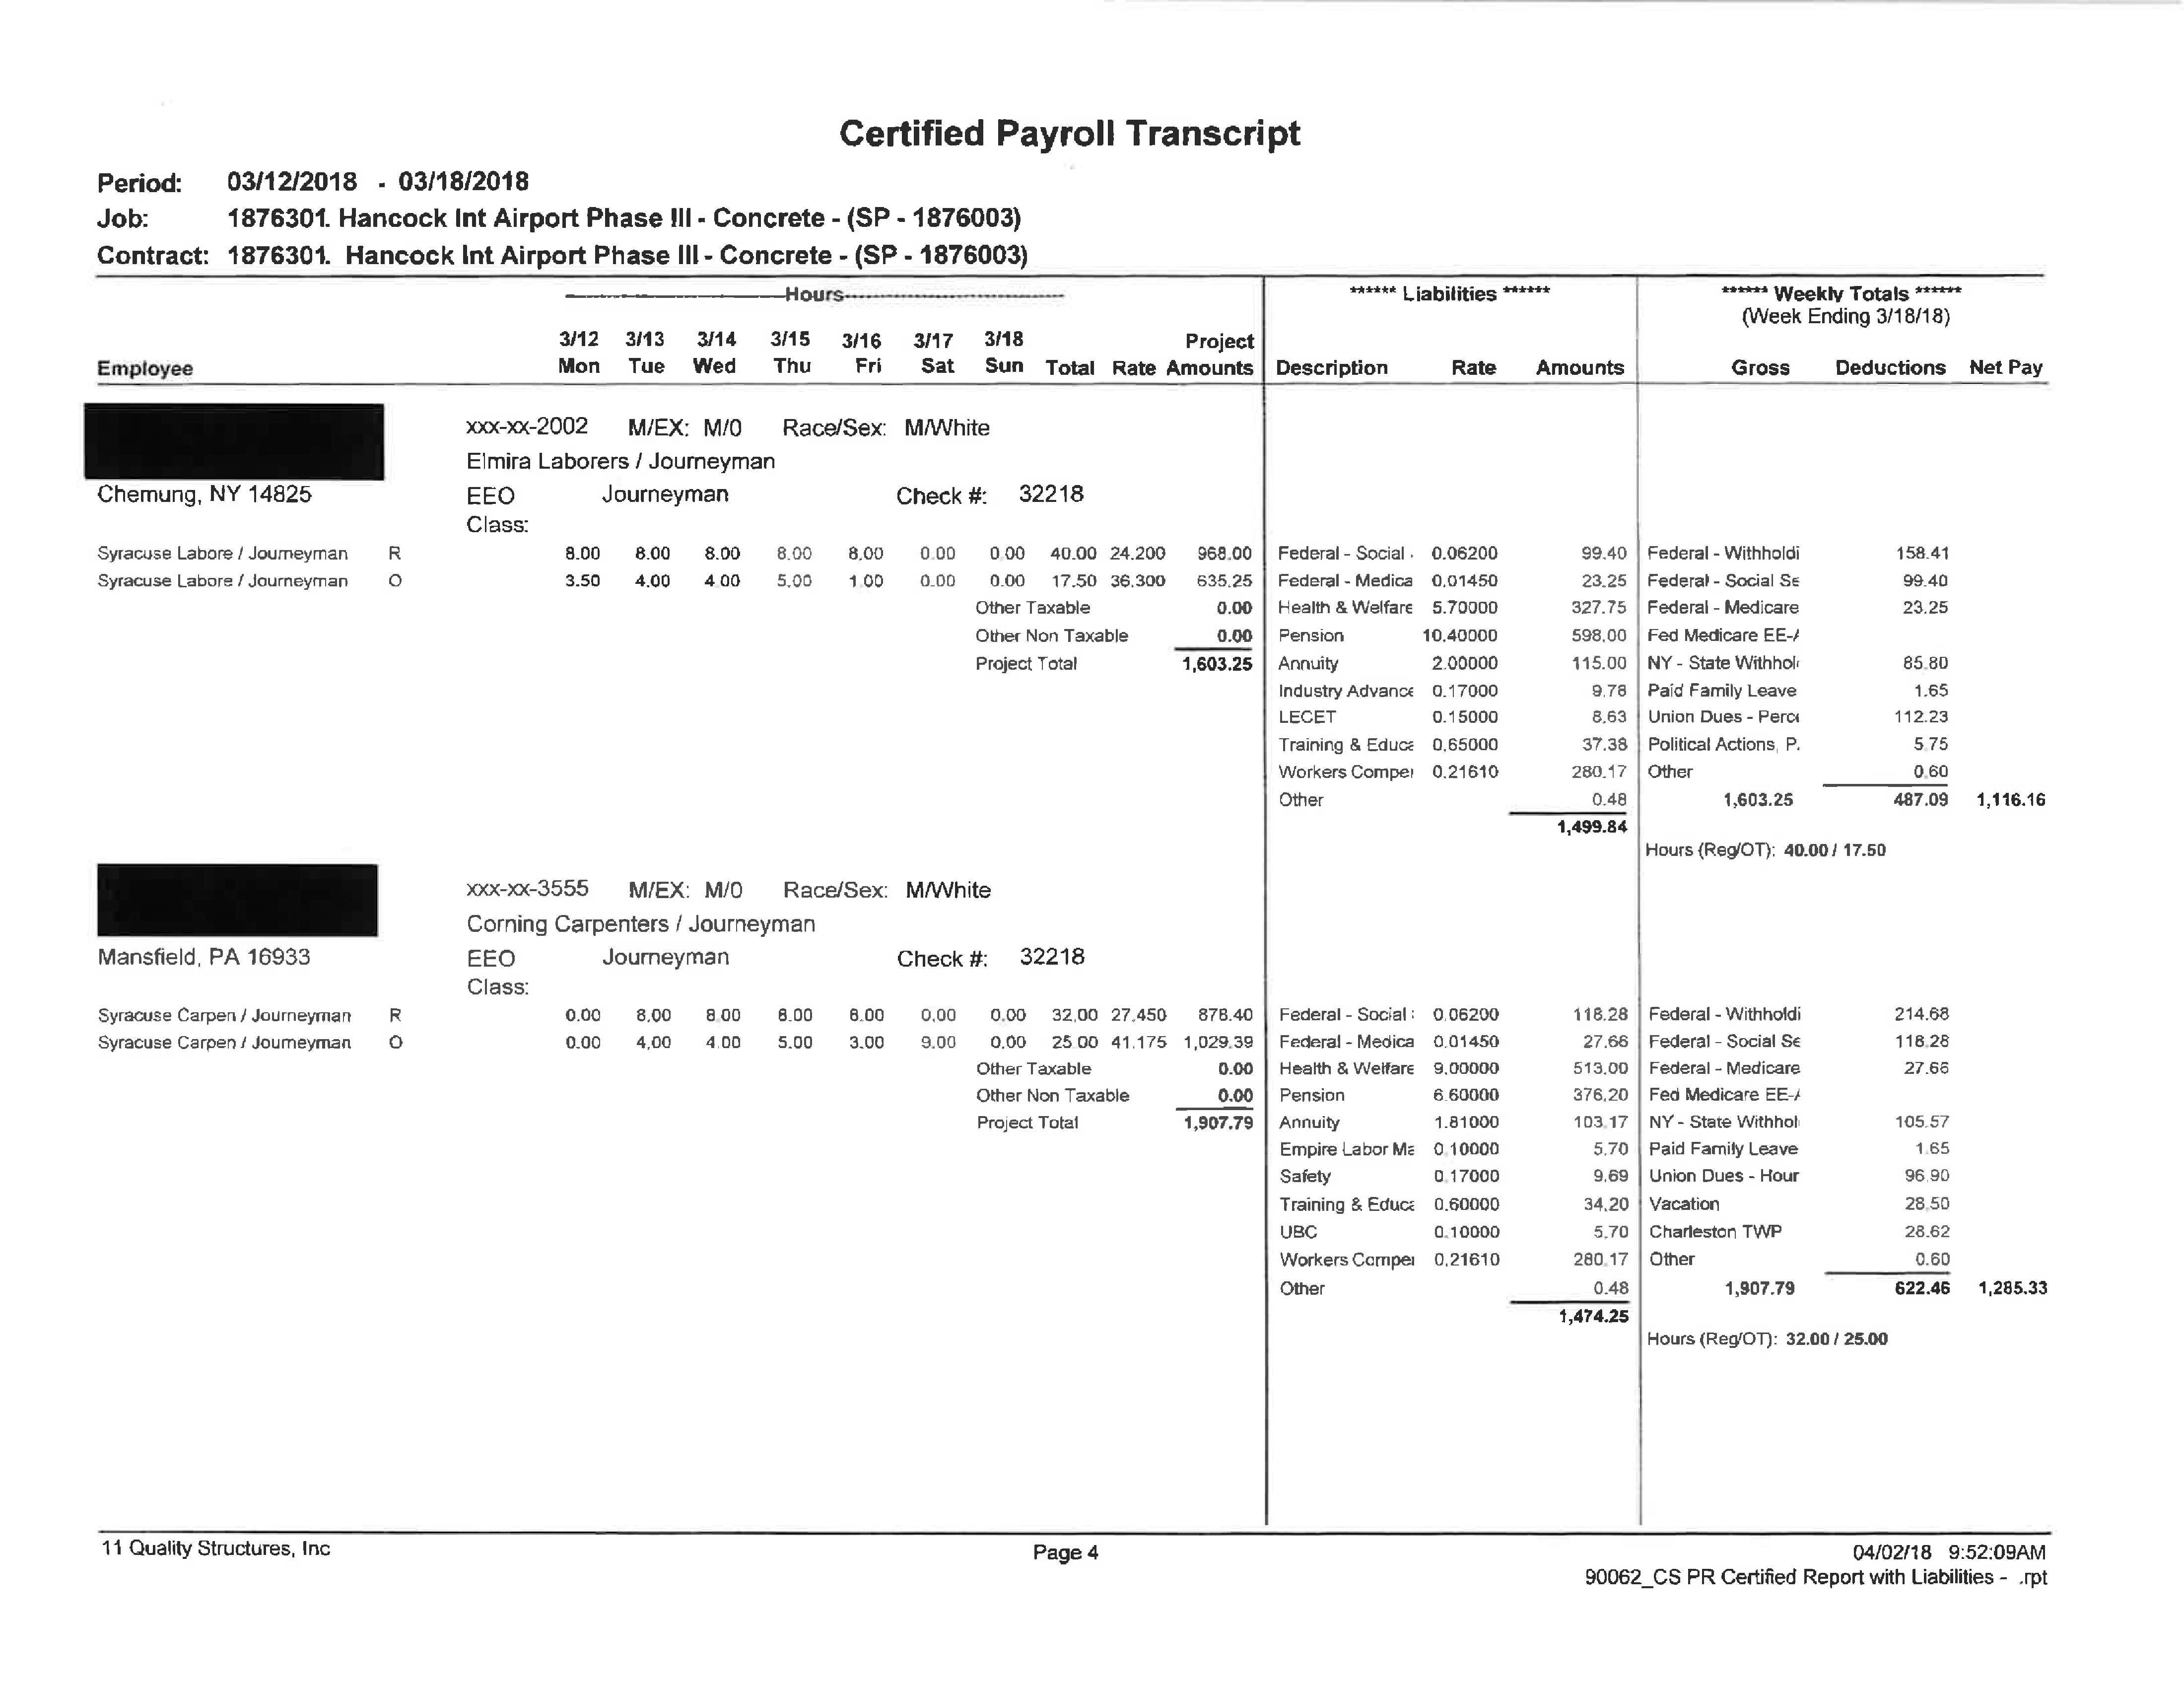 Certified Payroll Transcript
Period: 03/12/2018 - 03/18/2018
Job: 1876301. Hancock Int Airport Phase III - Concrete - (SP - 1876003)
Contract: 1876301. Hancock Int Airport Phase III - Concrete - (SP - 1876003)
Hours ****** Liabilities ****** ****** Weekly Totals ******
(Week Ending 3/18/18)
3/12 3/13 3/14 3/15 3/16 3/17 3/18 Project
Employee Mon Tue Wed Thu Fri Sat Sun Total Rate Amounts Description Rate Amounts Gross Deductions Net Pay
xxx-xx-2002 M/EX: M/0 Race/Sex: M/White
Elmira Laborers / Journeyman
Chemung, NY 14825 EEO Journeyman Check #: 32218
Class:
Syracuse Labore / Journeyman R 8.00 8.00 8.00 8.00 8.00 0.00 0.00 40.00 24.200 968.00 Federal - Social 0.06200 99.40 Federal - Withholdi 158.41
Syracuse Labore / Journeyman O 3.50 4.00 4.00 5.00 1.00 0.00 0.00 17.50 36.300 635.25 Federal - Medica 0.01450 23.25 Federal - Social Se 99.40
Other Taxable 0.00 Health & Welfare 5.70000 327.75 Federal - Medicare 23.25
Other Non Taxable 0.00 Pension 10.40000 598.00 Fed Medicare EE-A
Project Total 1,603.25 Annuity 2.00000 115.00 NY - State Withhol 85.80
Industry Advance 0.17000 9.78 Paid Family Leave 1.65
LECET 0.15000 8.63 Union Dues - Perce 112.23
Training & Educa 0.65000 37.38 Political Actions, P. 5.75
Workers Compe 0.21610 280.17 Other 0.60
Other 0.48 1,603.25 487.09 1,116.16
1,499.84
Hours (Reg/OT): 40.00 / 17.50
xxx-xx-3555 M/EX: M/0 Race/Sex: M/White
Corning Carpenters / Journeyman
Mansfield, PA 16933 EEO Journeyman Check #: 32218
Class:
Syracuse Carpen / Journeyman R 0.00 8.00 8.00 8.00 8.00 0.00 0.00 32.00 27.450 878.40 Federal - Social 0.06200 118.28 Federal - Withholdi 214.68
Syracuse Carpen / Journeyman O 0.00 4.00 4.00 5.00 3.00 9.00 0.00 25.00 41.175 1,029.39 Federal - Medica 0.01450 27.66 Federal - Social Se 118.28
Other Taxable 0.00 Health & Welfare 9.00000 513.00 Federal - Medicare 27.66
Other Non Taxable 0.00 Pension 6.60000 376.20 Fed Medicare EE-A
Project Total 1,907.79 Annuity 1.81000 103.17 NY - State Withhol 105.57
Empire Labor Ma 0.10000 5.70 Paid Family Leave 1.65
Safety 0.17000 9.69 Union Dues - Hour 96.90
Training & Educa 0.60000 34.20 Vacation 28.50
UBC 0.10000 5.70 Charleston TWP 28.62
Workers Compe 0.21610 280.17 Other 0.60
Other 0.48 1,907.79 622.46 1,285.33
1,474.25
Hours (Reg/OT): 32.00 / 25.00
11 Quality Structures, Inc Page 4 04/02/18 9:52:09AM
90062_CS PR Certified Report with Liabilities - .rpt